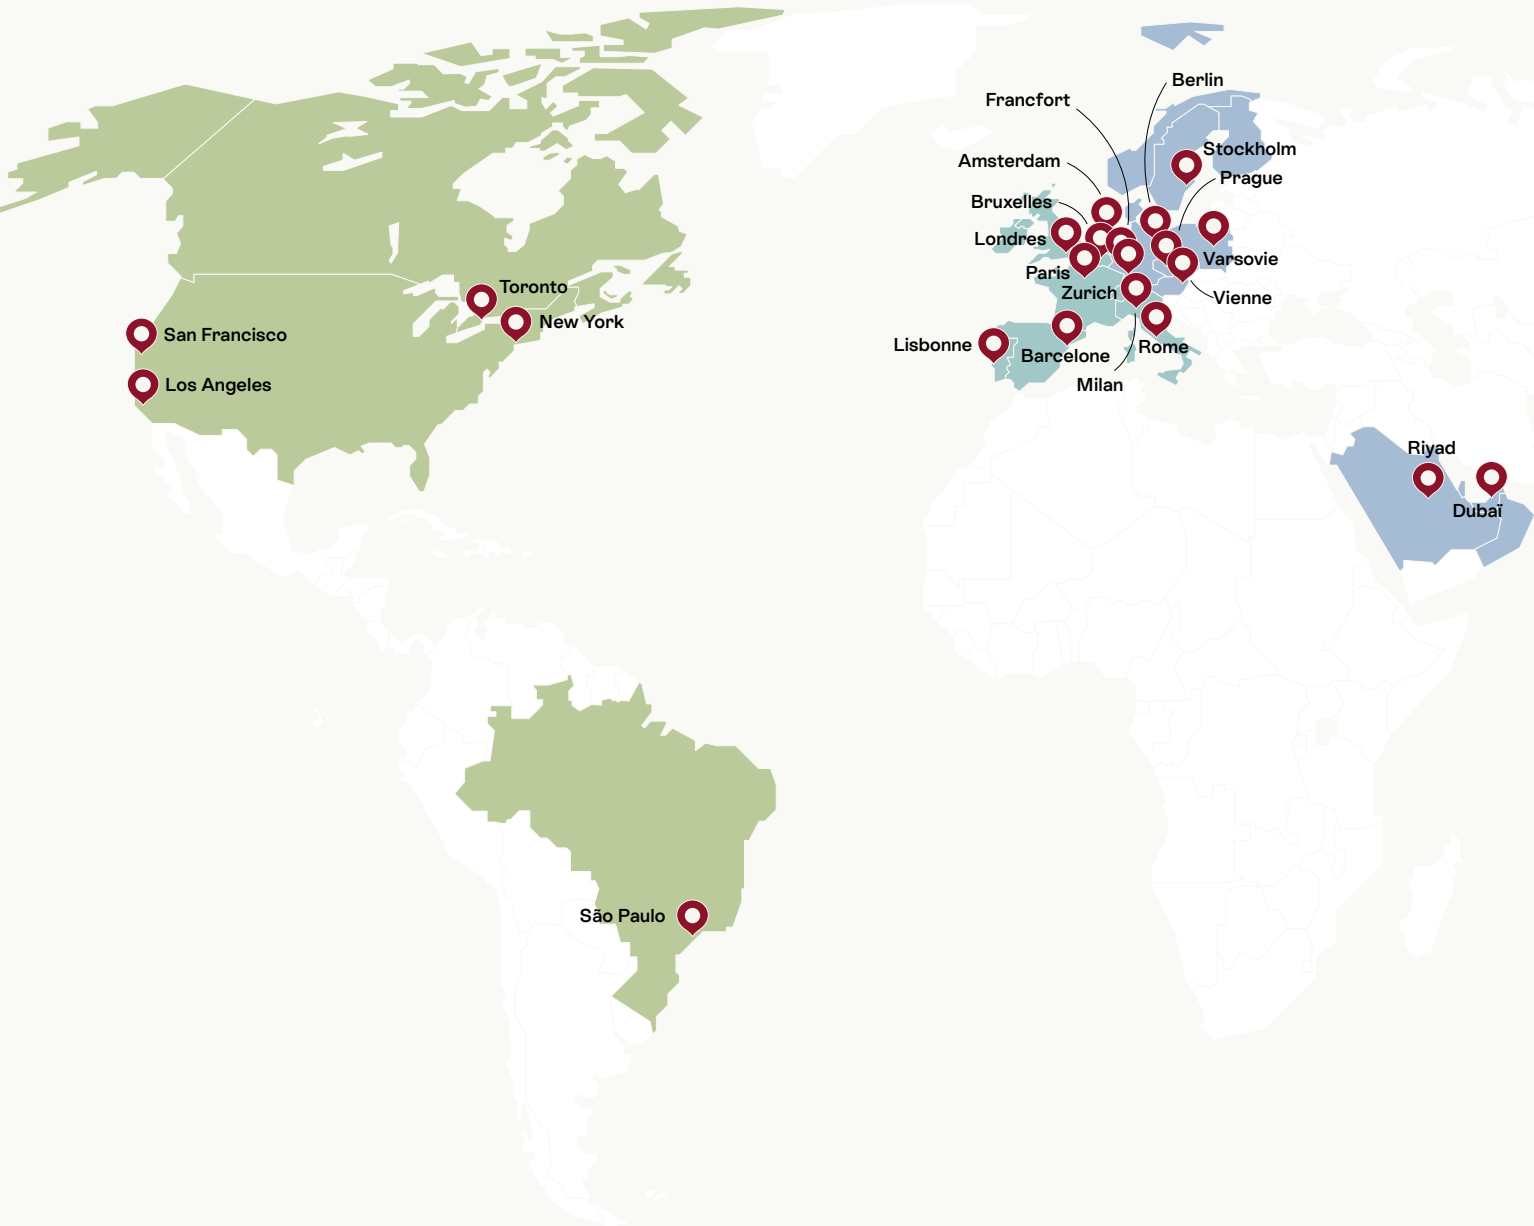 Berlin
Francfort
Stockholm
Amsterdam
Prague
Bruxelles
Londres
Varsovie
Paris
Toronto
Zurich
Vienne
New York
San Francisco
Lisbonne
Rome
Barcelone
Milan
Los Angeles
Riyad
Dubaï
São Paulo